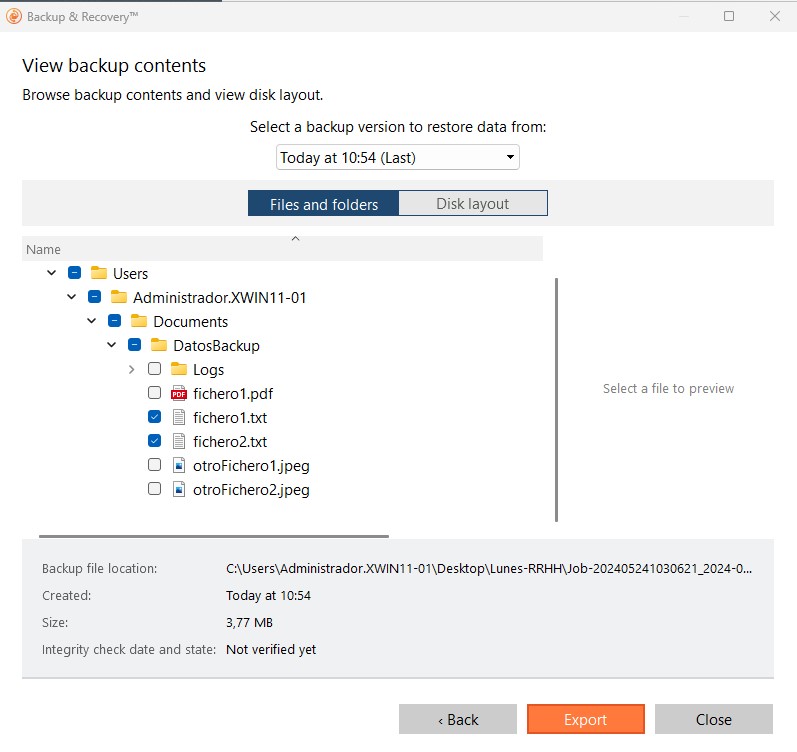 Backup & Recovery™
View backup contents
Browse backup contents and view disk layout.
Select a backup version to restore data from:
Today at 10:54 (Last)
Files and folders
Disk layout
Name
Users
Administrador.XWIN11-01
Documents
DatosBackup
Logs
PDF fichero1.pdf
fichero1.txt
fichero2.txt
otroFichero1.jpeg
otroFichero2.jpeg
Select a file to preview
Backup file location: C:\Users\Administrador.XWIN11-01\Desktop\Lunes-RRHH\Job-202405241030621_2024-0...
Created: Today at 10:54
Size: 3,77 MB
Integrity check date and state: Not verified yet
‹ Back
Export
Close